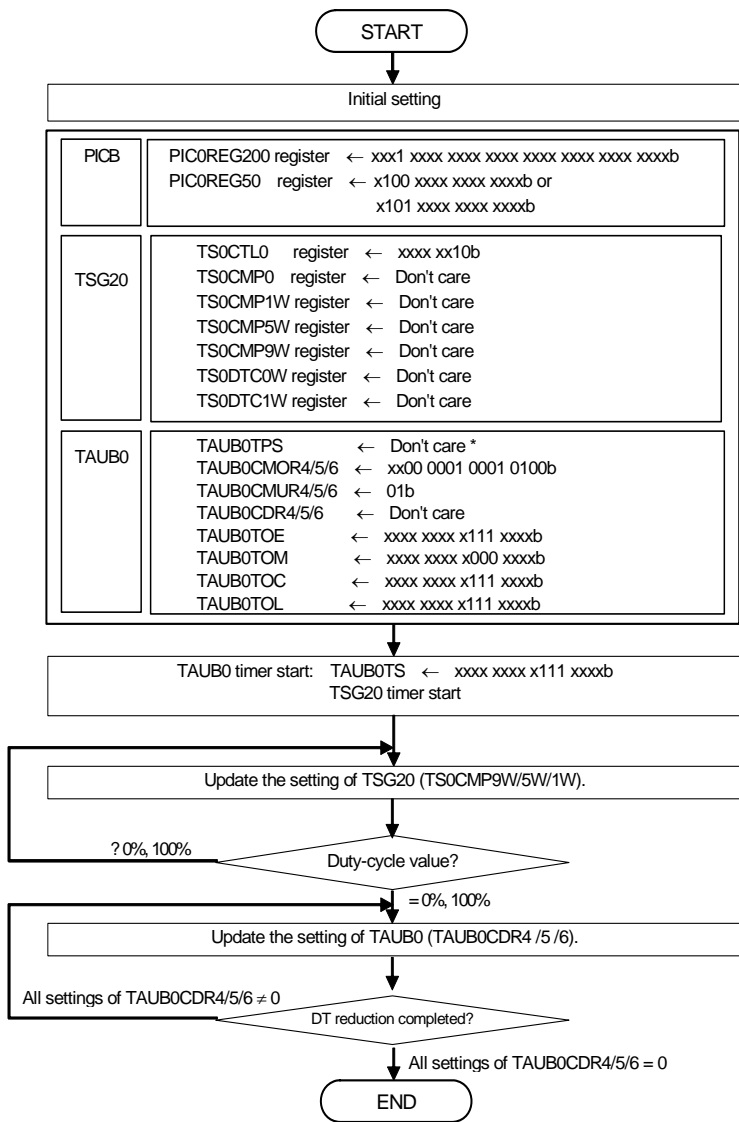 START
Initial setting
PICB
PIC0REG200 register ← xxx1 xxxx xxxx xxxx xxxx xxxx xxxx xxxxb
PIC0REG50 register ← x100 xxxx xxxx xxxxb or
x101 xxxx xxxx xxxxb
TSG20
TS0CTL0 register ← xxxx xx10b
TS0CMP0 register ← Don't care
TS0CMP1W register ← Don't care
TS0CMP5W register ← Don't care
TS0CMP9W register ← Don't care
TS0DTC0W register ← Don't care
TS0DTC1W register ← Don't care
TAUB0
TAUB0TPS ← Don't care *
TAUB0CMOR4/5/6 ← xx00 0001 0001 0100b
TAUB0CMUR4/5/6 ← 01b
TAUB0CDR4/5/6 ← Don't care
TAUB0TOE ← xxxx xxxx x111 xxxxb
TAUB0TOM ← xxxx xxxx x000 xxxxb
TAUB0TOC ← xxxx xxxx x111 xxxxb
TAUB0TOL ← xxxx xxxx x111 xxxxb
TAUB0 timer start: TAUB0TS ← xxxx xxxx x111 xxxxb
TSG20 timer start
Update the setting of TSG20 (TS0CMP9W/5W/1W).
? 0%, 100%
Duty-cycle value?
= 0%, 100%
Update the setting of TAUB0 (TAUB0CDR4 /5 /6).
All settings of TAUB0CDR4/5/6 ≠ 0
DT reduction completed?
All settings of TAUB0CDR4/5/6 = 0
END